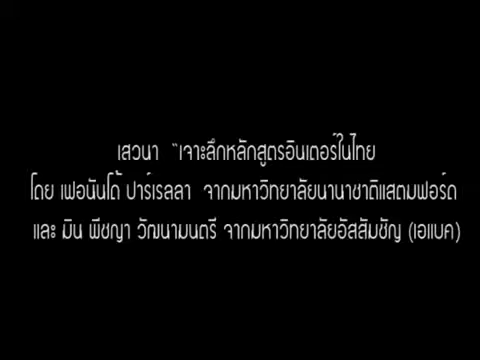 เสวนา "เจาะลึกหลักสูตรอินเตอร์ในไทย
โดย เฟอนันโด้ ปาร์เรลลา จากมหาวิทยาลัยนานาชาติแสตมฟอร์ด
และ มิน พีชญา วัฒนามนตรี จากมหาวิทยาลัยอัสสัมชัญ (เอแบค)